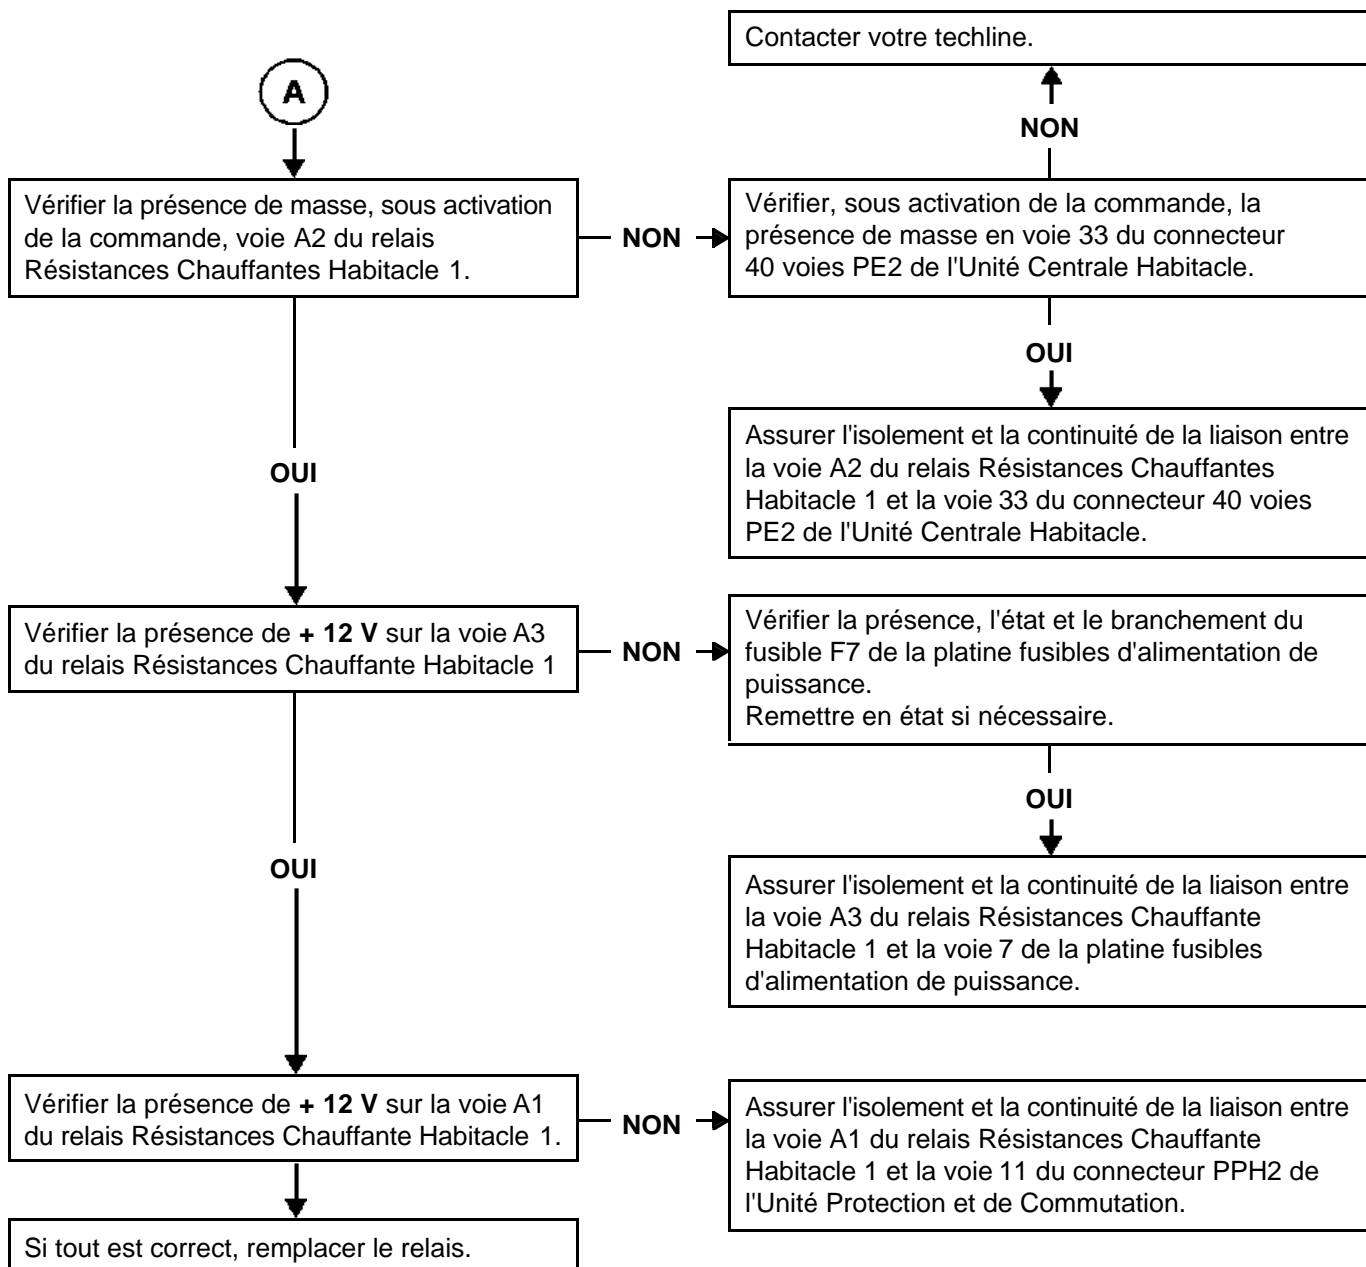 Contacter votre techline.
A
NON
Vérifier la présence de masse, sous activation
de la commande, voie A2 du relais
Résistances Chauffantes Habitacle 1.
NON
Vérifier, sous activation de la commande, la
présence de masse en voie 33 du connecteur
40 voies PE2 de l'Unité Centrale Habitacle.
OUI
Assurer l'isolement et la continuité de la liaison entre
la voie A2 du relais Résistances Chauffantes
Habitacle 1 et la voie 33 du connecteur 40 voies
PE2 de l'Unité Centrale Habitacle.
OUI
Vérifier la présence de + 12 V sur la voie A3
du relais Résistances Chauffante Habitacle 1
NON
Vérifier la présence, l'état et le branchement du
fusible F7 de la platine fusibles d'alimentation de
puissance.
Remettre en état si nécessaire.
OUI
Assurer l'isolement et la continuité de la liaison entre
la voie A3 du relais Résistances Chauffante
Habitacle 1 et la voie 7 de la platine fusibles
d'alimentation de puissance.
OUI
Vérifier la présence de + 12 V sur la voie A1
du relais Résistances Chauffante Habitacle 1.
NON
Assurer l'isolement et la continuité de la liaison entre
la voie A1 du relais Résistances Chauffante
Habitacle 1 et la voie 11 du connecteur PPH2 de
l'Unité Protection et de Commutation.
Si tout est correct, remplacer le relais.